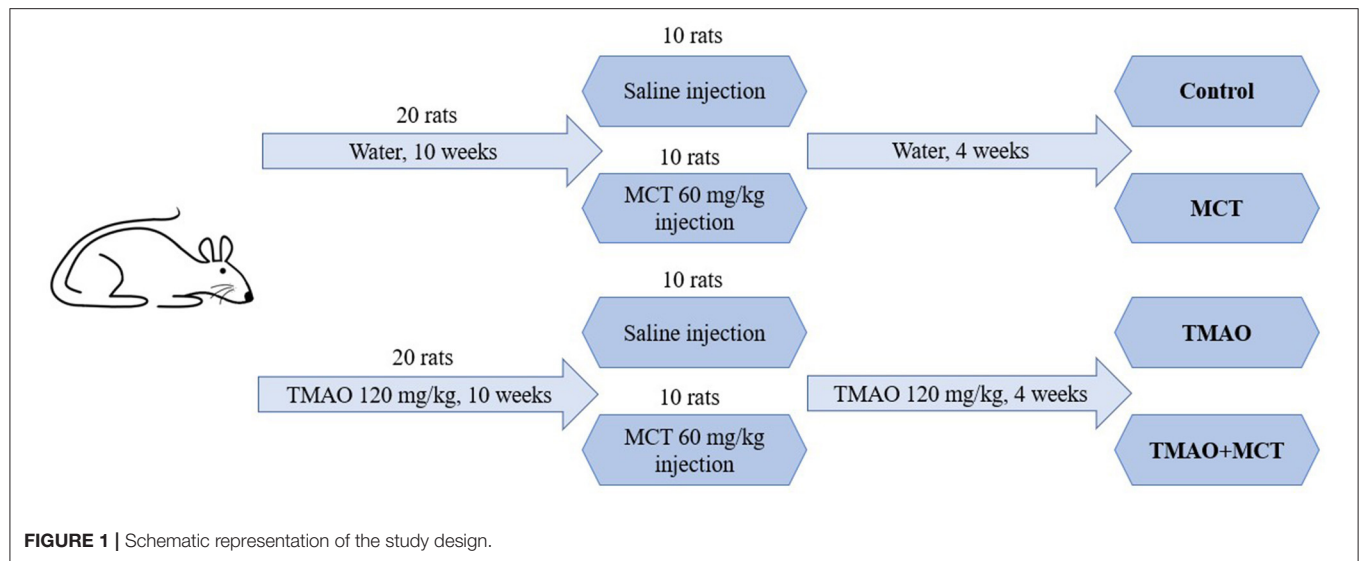 10 rats
Saline injection
Control
20 rats
Water, 10 weeks
10 rats
Water, 4 weeks
MCT 60 mg/kg
injection
MCT
10 rats
Saline injection
TMAO
20 rats
TMAO 120 mg/kg, 10 weeks
10 rats
TMAO 120 mg/kg, 4 weeks
MCT 60 mg/kg
injection
TMAO+MCT
FIGURE 1 | Schematic representation of the study design.